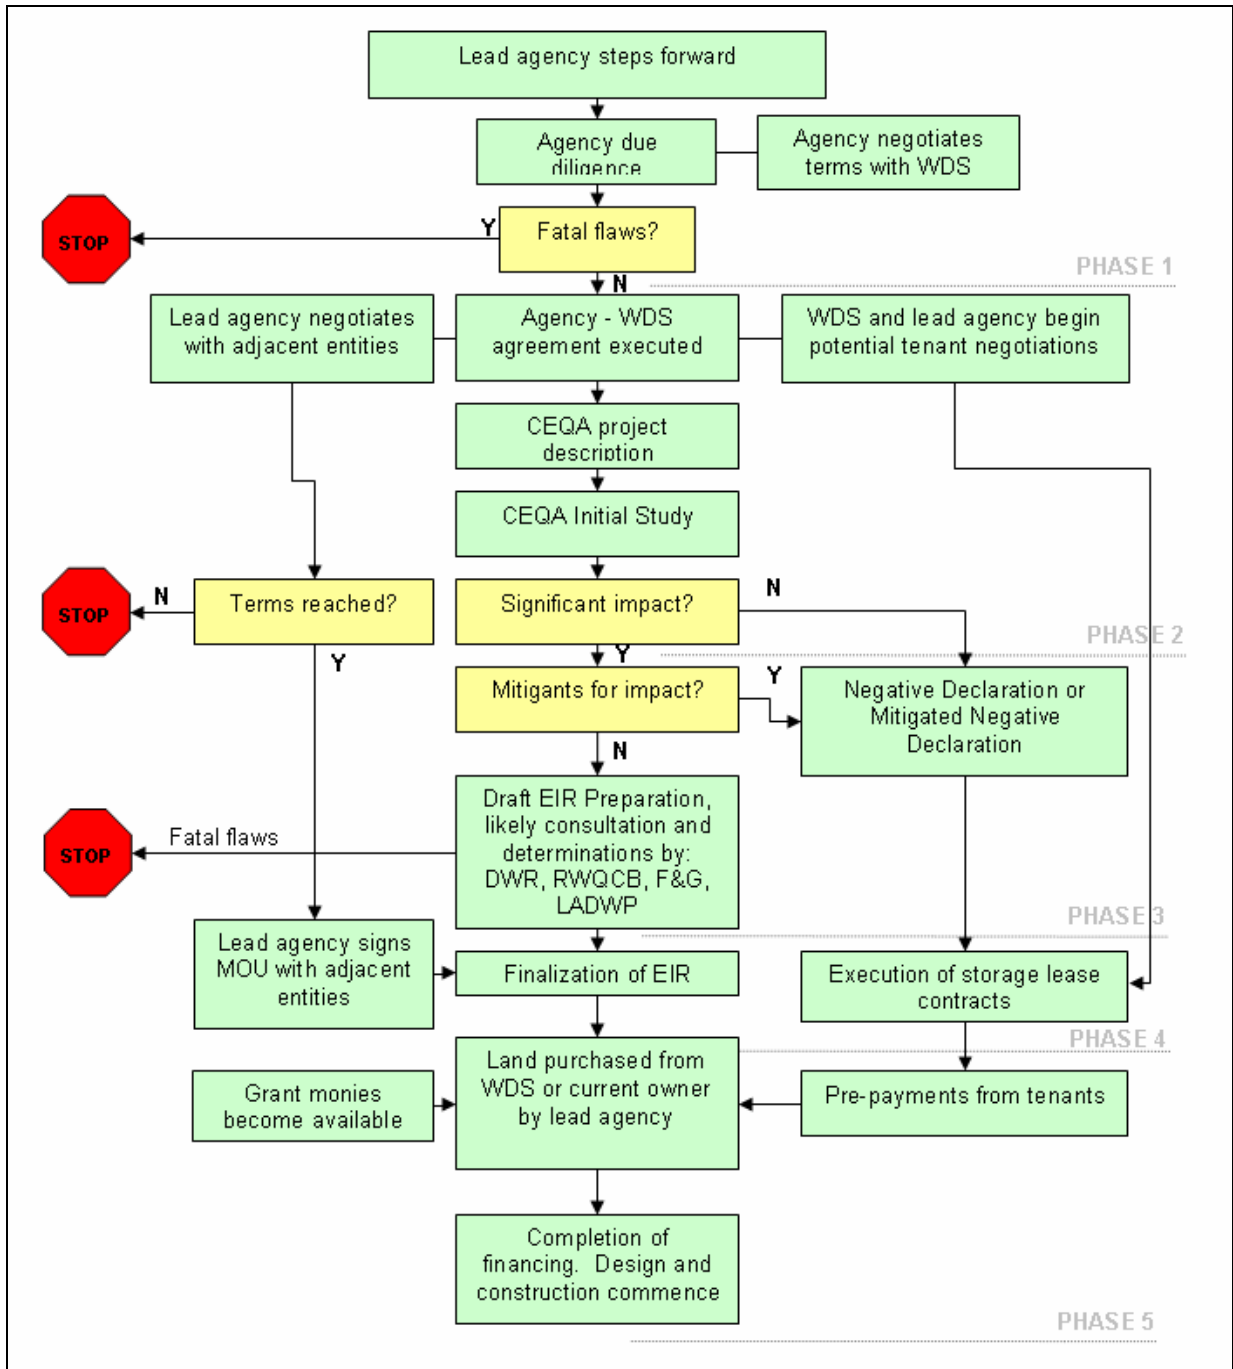 Lead agency steps forward
Agency due
diligence
Agency negotiates
terms with WDS
STOP
Y
Fatal flaws?
PHASE 1
N
Lead agency negotiates
with adjacent entities
Agency - WDS
agreement executed
WDS and lead agency begin
potential tenant negotiations
CEQA project
description
CEQA Initial Study
STOP
N
Terms reached?
Significant impact?
N
PHASE 2
Y
Y
Mitigants for impact?
Y
Negative Declaration or
Mitigated Negative
Declaration
N
Draft EIR Preparation,
likely consultation and
determinations by:
DWR, RWQCB, F&G,
LADWP
STOP
Fatal flaws
PHASE 3
Lead agency signs
MOU with adjacent
entities
Finalization of EIR
Execution of storage lease
contracts
PHASE 4
Grant monies
become available
Land purchased from
WDS or current owner
by lead agency
Pre-payments from tenants
Completion of
financing. Design and
construction commence
PHASE 5